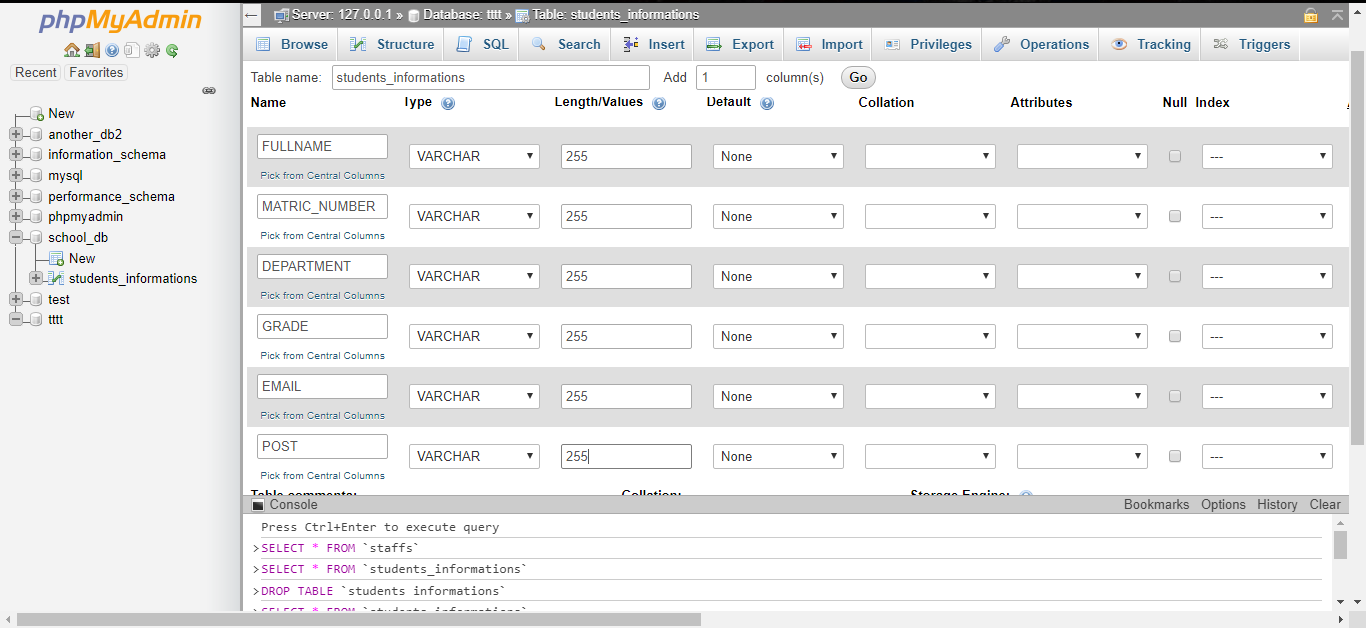 phpMyAdmin
Recent Favorites
New
another_db2
information_schema
mysql
performance_schema
phpmyadmin
school_db
New
students_informations
test
tttt
Server: 127.0.0.1 » Database: tttt » Table: students_informations
Browse Structure SQL Search Insert Export Import Privileges Operations Tracking Triggers
Table name: students_informations Add 1 column(s) Go
Name Type Length/Values Default Collation Attributes Null Index
FULLNAME VARCHAR 255 None ---
Pick from Central Columns
MATRIC_NUMBER VARCHAR 255 None ---
Pick from Central Columns
DEPARTMENT VARCHAR 255 None ---
Pick from Central Columns
GRADE VARCHAR 255 None ---
Pick from Central Columns
EMAIL VARCHAR 255 None ---
Pick from Central Columns
POST VARCHAR 255 None ---
Pick from Central Columns
Table comments: Collation: Storage Engine:
Console Bookmarks Options History Clear
Press Ctrl+Enter to execute query
>SELECT * FROM `staffs`
>SELECT * FROM `students_informations`
>DROP TABLE `students informations`
>SELECT * FROM `students informations`